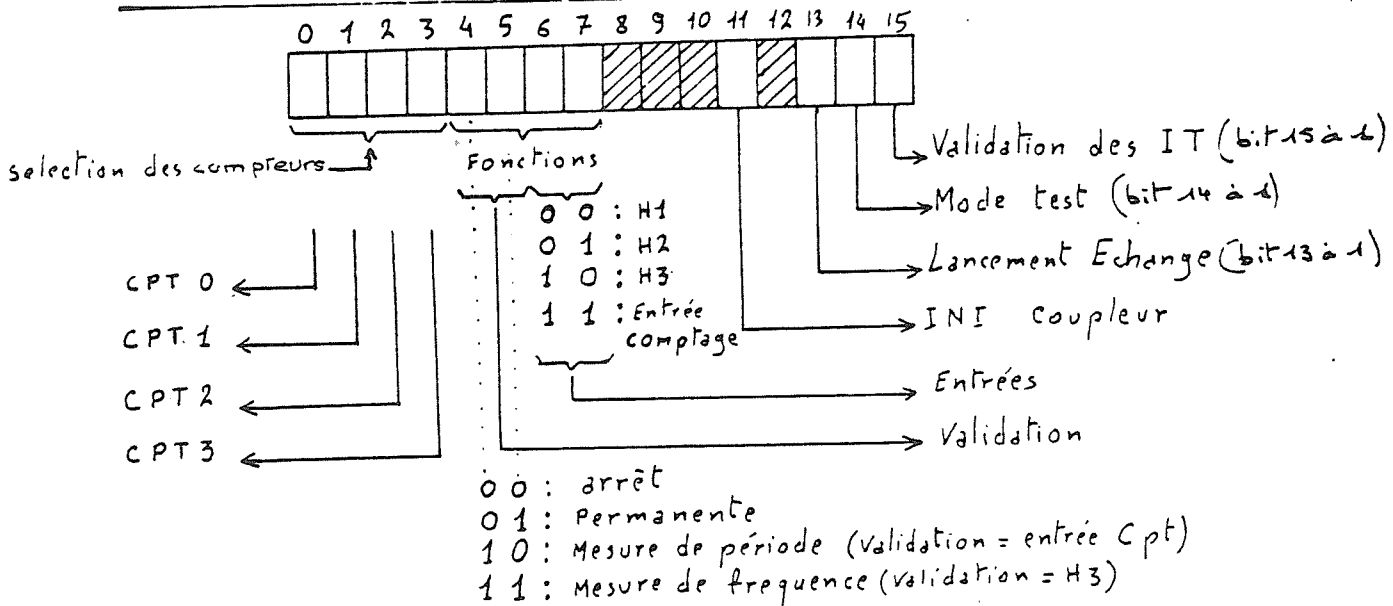 0 1 2 3 4 5 6 7 8 9 10 11 12 13 14 15
selection des compteurs
Fonctions
0 0 : H1
0 1 : H2
1 0 : H3
1 1 : Entrée
comptage
CPT 0
CPT. 1
CPT 2
CPT 3
Validation des IT (bit 15 à 1)
Mode test (bit 14 à 1)
Lancement Echange (bit 13 à 1)
INI Coupleur
Entrées
Validation
0 0 : arrêt
0 1 : Permanente
1 0 : Mesure de période (Validation = entrée Cpt)
1 1 : Mesure de frequence (validation = H3)